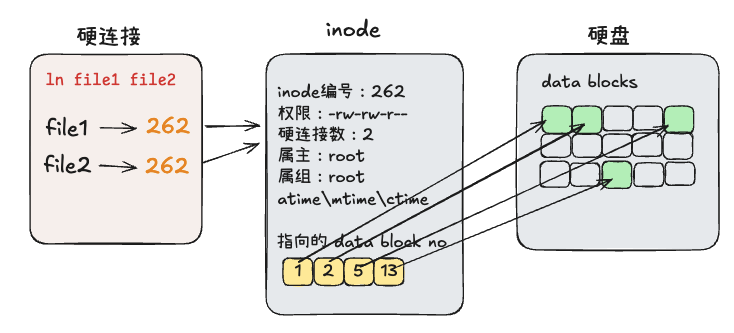 硬连接
ln file1 file2
file1 262
file2 262
inode
inode编号：262
权限：-rw-rw-r--
硬连接数：2
属主：root
属组：root
atime\mtime\ctime
指向的 data block no
1 2 5 13
硬盘
data blocks